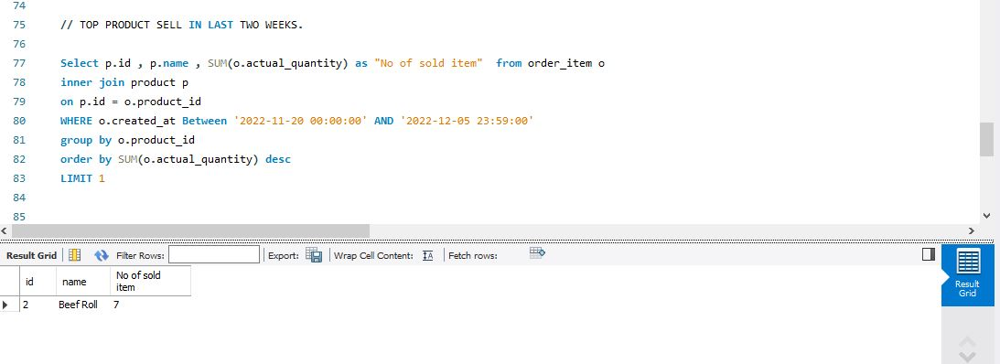 74
75 // TOP PRODUCT SELL IN LAST TWO WEEKS.
76
77 Select p.id , p.name , SUM(o.actual_quantity) as "No of sold item"  from order_item o
78 inner join product p
79 on p.id = o.product_id
80 WHERE o.created_at Between '2022-11-20 00:00:00' AND '2022-12-05 23:59:00'
81 group by o.product_id
82 order by SUM(o.actual_quantity) desc
83 LIMIT 1
84
85
Result Grid Filter Rows: Export: Wrap Cell Content: Fetch rows:
id name No of sold
item
2 Beef Roll 7
Result
Grid